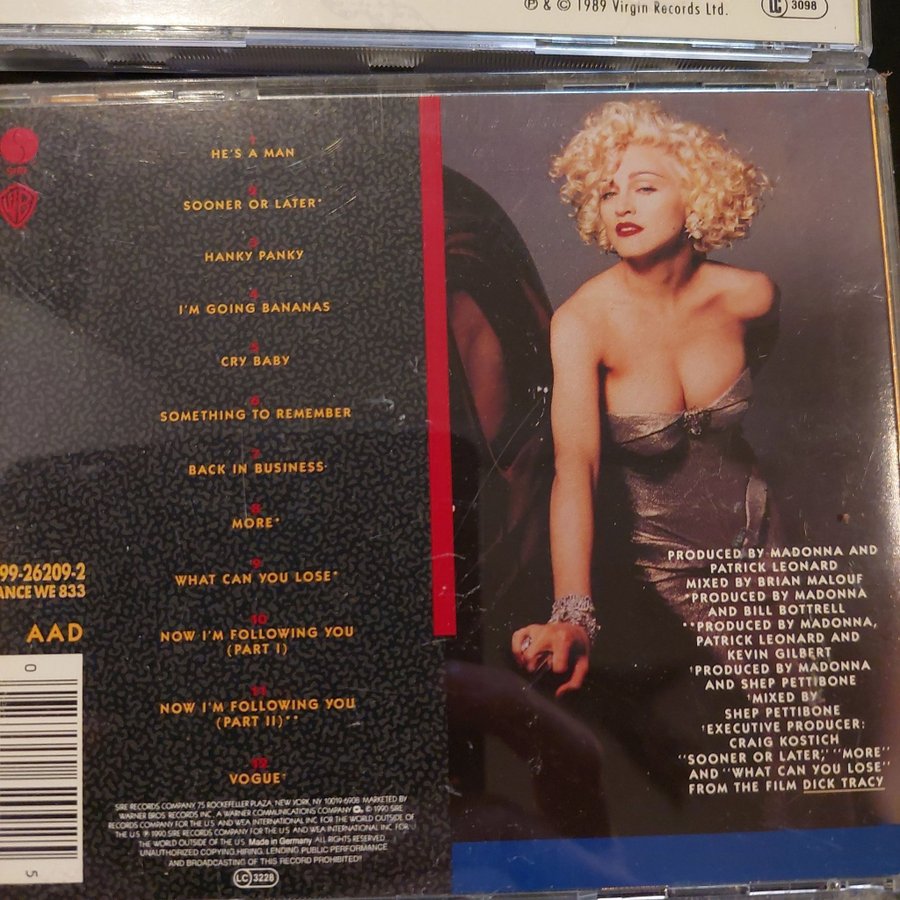 ℗ & © 1989 Virgin Records Ltd.
LC 3098
1
HE'S A MAN
2
SOONER OR LATER*
3
HANKY PANKY
4
I'M GOING BANANAS
5
CRY BABY
6
SOMETHING TO REMEMBER
7
BACK IN BUSINESS
8
MORE*
9
WHAT CAN YOU LOSE*
10
NOW I'M FOLLOWING YOU
(PART I)
11
NOW I'M FOLLOWING YOU
(PART II)**
12
VOGUE†
99-26209-2
ANCE WE 833
AAD
0
5
SIRE RECORDS COMPANY 75 ROCKEFELLER PLAZA, NEW YORK, NY 10019-6908 MARKETED BY
WARNER BROS. RECORDS INC., A WARNER COMMUNICATIONS COMPANY © 1990 SIRE
RECORDS COMPANY FOR THE U.S. AND WEA INTERNATIONAL INC. FOR THE WORLD OUTSIDE OF
THE U.S. ℗ 1990 SIRE RECORDS COMPANY FOR THE U.S. AND WEA INTERNATIONAL INC. FOR
THE WORLD OUTSIDE OF THE U.S. Made in Germany ALL RIGHTS RESERVED.
UNAUTHORIZED COPYING, HIRING, LENDING, PUBLIC PERFORMANCE
AND BROADCASTING OF THIS RECORD PROHIBITED!!
LC 3228
PRODUCED BY MADONNA AND
PATRICK LEONARD
MIXED BY BRIAN MALOUF
*PRODUCED BY MADONNA
AND BILL BOTTRELL
**PRODUCED BY MADONNA,
PATRICK LEONARD AND
KEVIN GILBERT
†PRODUCED BY MADONNA
AND SHEP PETTIBONE
†MIXED BY
SHEP PETTIBONE
†EXECUTIVE PRODUCER:
CRAIG KOSTICH
"SOONER OR LATER," "MORE"
AND "WHAT CAN YOU LOSE"
FROM THE FILM DICK TRACY